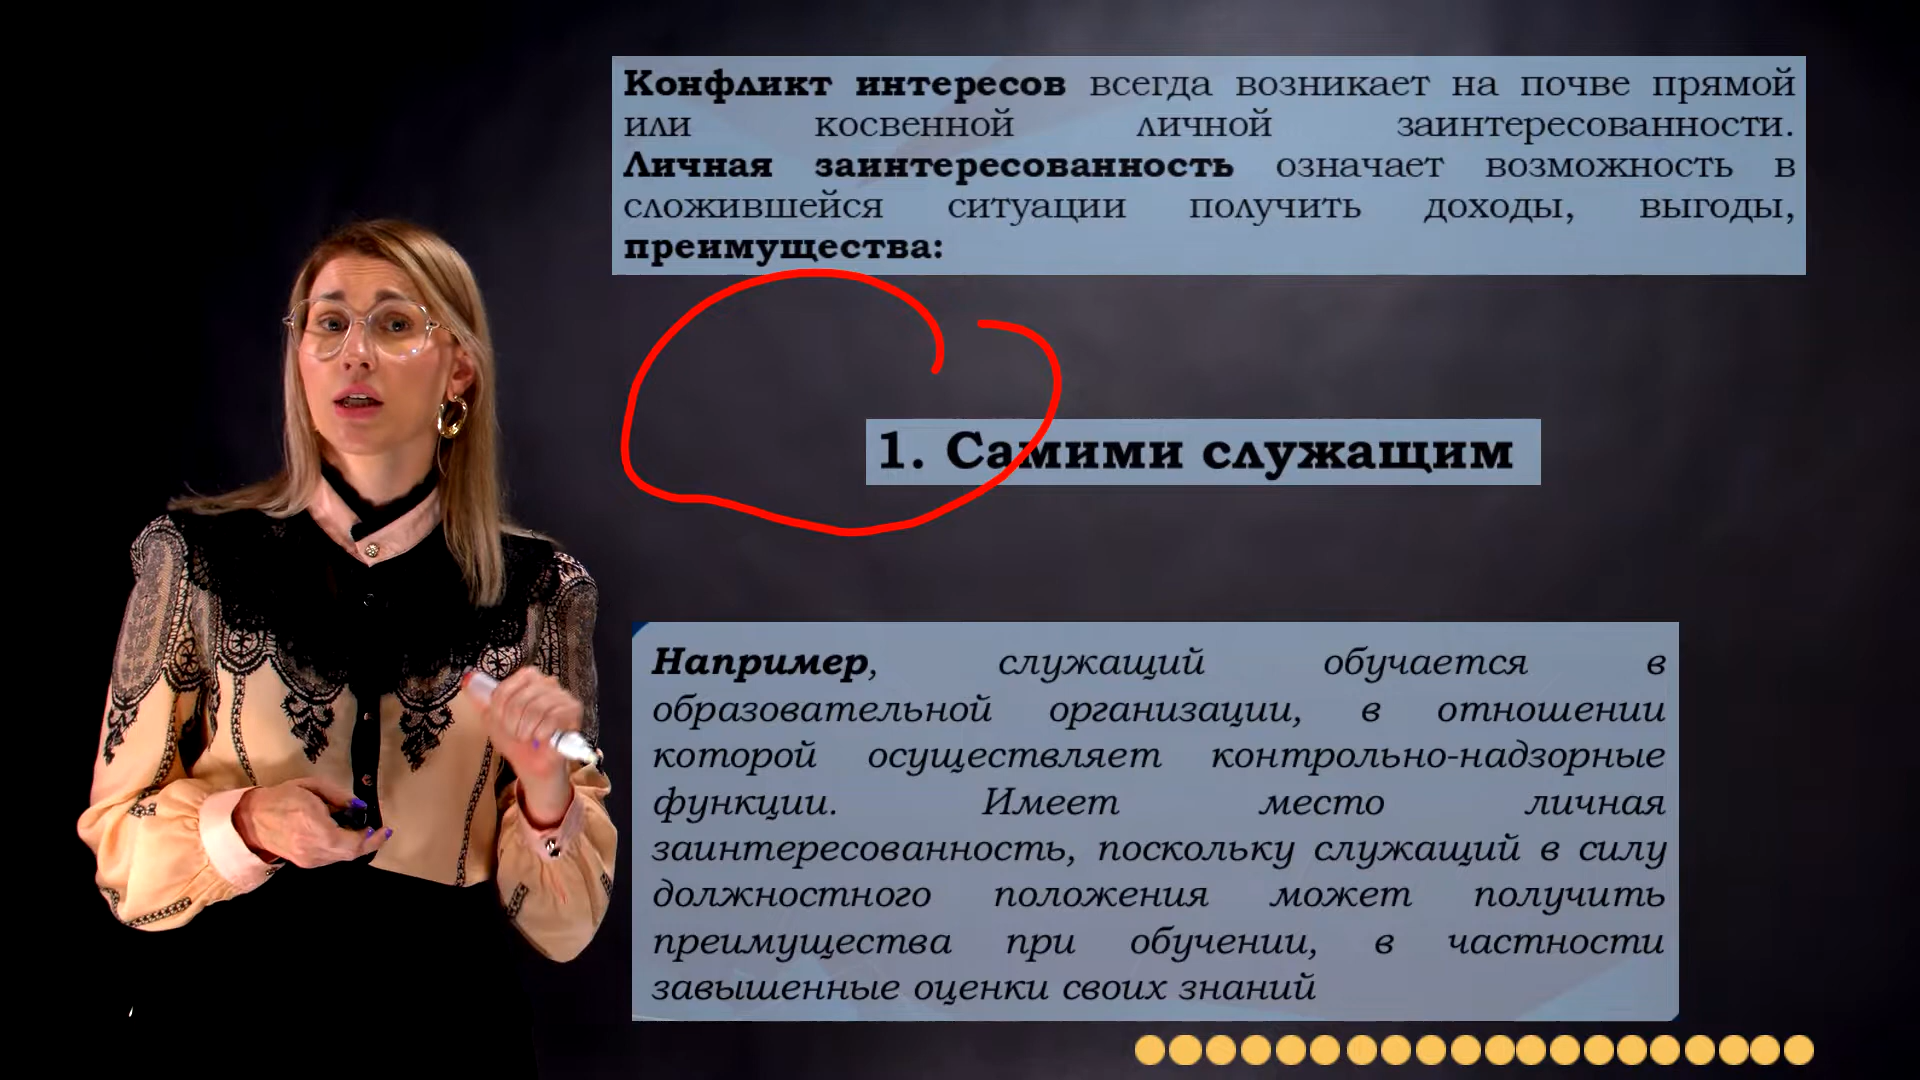 Конфликт интересов всегда возникает на почве прямой
или косвенной личной заинтересованности.
Личная заинтересованность означает возможность в
сложившейся ситуации получить доходы, выгоды,
преимущества:
1. Самими служащим
Например, служащий обучается в
образовательной организации, в отношении
которой осуществляет контрольно-надзорные
функции. Имеет место личная
заинтересованность, поскольку служащий в силу
должностного положения может получить
преимущества при обучении, в частности
завышенные оценки своих знаний